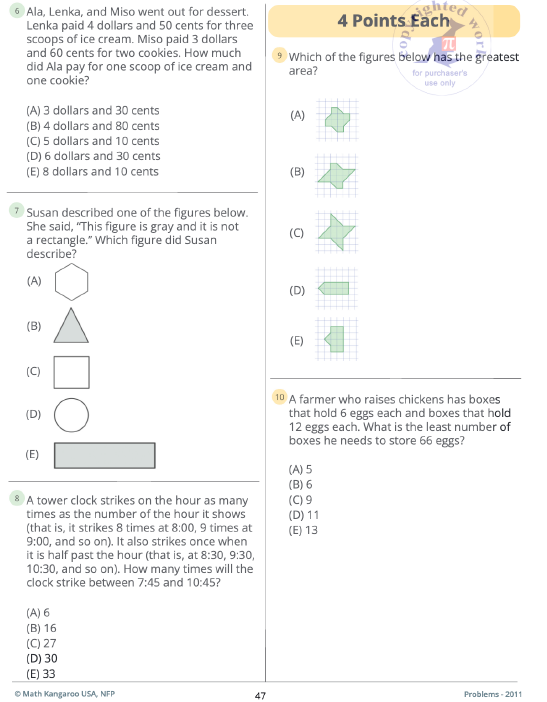 6 Ala, Lenka, and Miso went out for dessert.
Lenka paid 4 dollars and 50 cents for three
scoops of ice cream. Miso paid 3 dollars
and 60 cents for two cookies. How much
did Ala pay for one scoop of ice cream and
one cookie?
(A) 3 dollars and 30 cents
(B) 4 dollars and 80 cents
(C) 5 dollars and 10 cents
(D) 6 dollars and 30 cents
(E) 8 dollars and 10 cents
7 Susan described one of the figures below.
She said, “This figure is gray and it is not
a rectangle.” Which figure did Susan
describe?
(A)
(B)
(C)
(D)
(E)
8 A tower clock strikes on the hour as many
times as the number of the hour it shows
(that is, it strikes 8 times at 8:00, 9 times at
9:00, and so on). It also strikes once when
it is half past the hour (that is, at 8:30, 9:30,
10:30, and so on). How many times will the
clock strike between 7:45 and 10:45?
(A) 6
(B) 16
(C) 27
(D) 30
(E) 33
4 Points Each
copyrighted work
for purchaser's
use only
9 Which of the figures below has the greatest
area?
(A)
(B)
(C)
(D)
(E)
10 A farmer who raises chickens has boxes
that hold 6 eggs each and boxes that hold
12 eggs each. What is the least number of
boxes he needs to store 66 eggs?
(A) 5
(B) 6
(C) 9
(D) 11
(E) 13
© Math Kangaroo USA, NFP
47
Problems - 2011